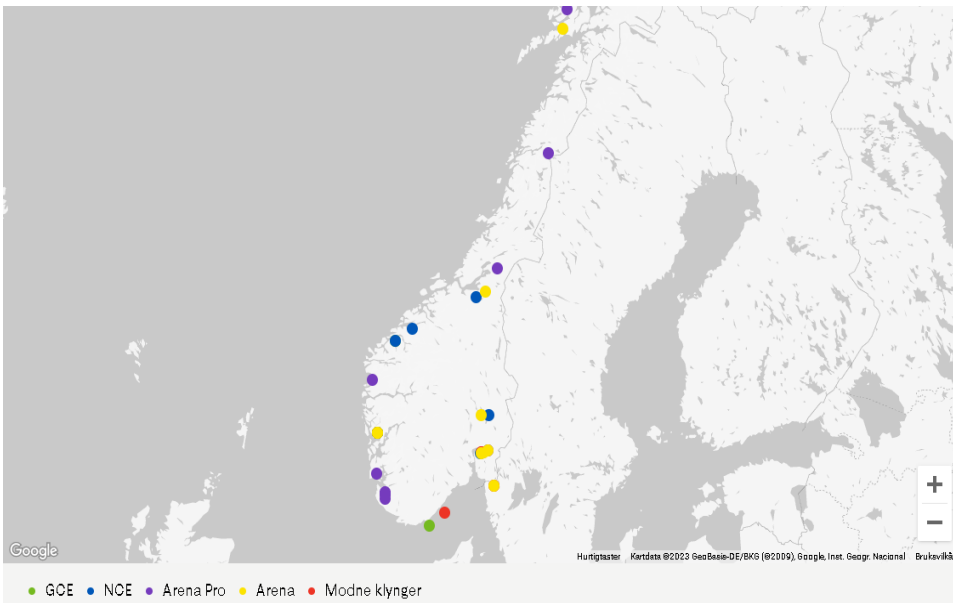 +
−
Google
Hurtigtaster Kartdata ©2023 GeoBasis-DE/BKG (©2009), Google, Inst. Geogr. Nacional Bruksvilkå
GCE NCE Arena Pro Arena Modne klynger